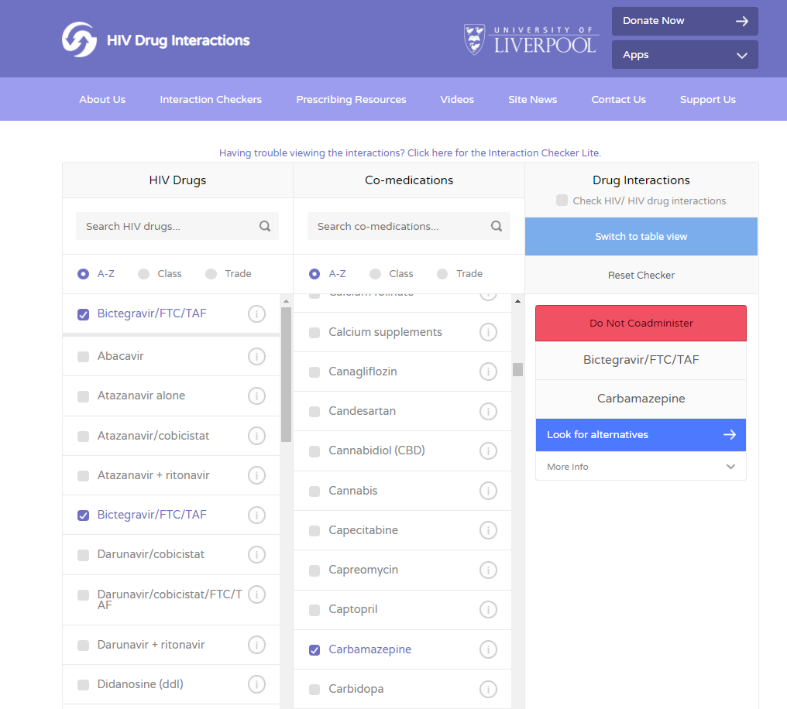 HIV Drug Interactions
UNIVERSITY OF
LIVERPOOL
Donate Now
Apps
About Us
Interaction Checkers
Prescribing Resources
Videos
Site News
Contact Us
Support Us
Having trouble viewing the interactions? Click here for the Interaction Checker Lite.
HIV Drugs
Search HIV drugs...
A-Z
Class
Trade
Bictegravir/FTC/TAF
Abacavir
Atazanavir alone
Atazanavir/cobicistat
Atazanavir + ritonavir
Bictegravir/FTC/TAF
Darunavir/cobicistat
Darunavir/cobicistat/FTC/T
AF
Darunavir + ritonavir
Didanosine (ddI)
Co-medications
Search co-medications...
A-Z
Class
Trade
Calcium folinate
Calcium supplements
Canagliflozin
Candesartan
Cannabidiol (CBD)
Cannabis
Capecitabine
Capreomycin
Captopril
Carbamazepine
Carbidopa
Drug Interactions
Check HIV/ HIV drug interactions
Switch to table view
Reset Checker
Do Not Coadminister
Bictegravir/FTC/TAF
Carbamazepine
Look for alternatives
More Info